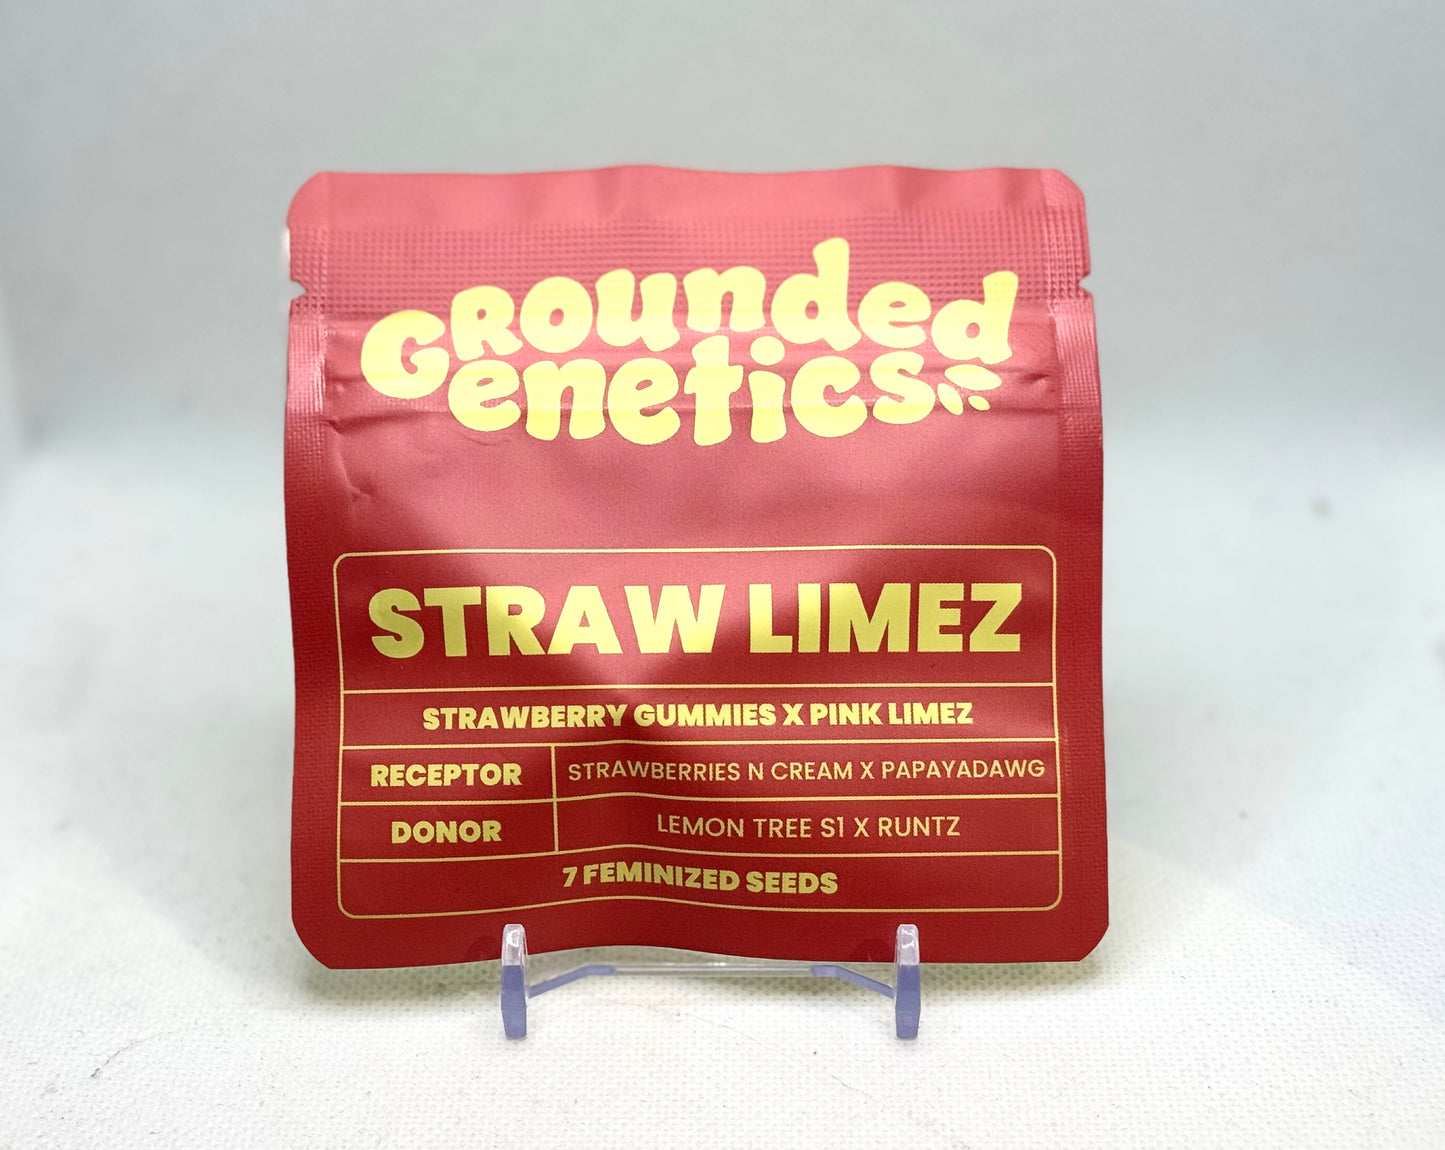 Grounded
Genetics
STRAW LIMEZ
STRAWBERRY GUMMIES X PINK LIMEZ
RECEPTOR STRAWBERRIES N CREAM X PAPAYADAWG
DONOR LEMON TREE S1 X RUNTZ
7 FEMINIZED SEEDS